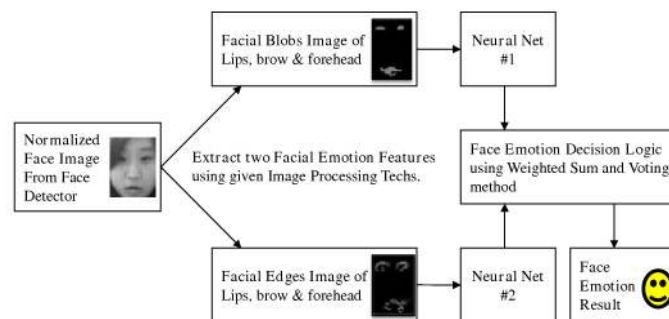 Facial Blobs Image of
Lips, brow & forehead
Neural Net
#1
Normalized
Face Image
From Face
Detector
Extract two Facial Emotion Features
using given Image Processing Techs.
Face Emotion Decision Logic
using Weighted Sum and Voting
method
Facial Edges Image of
Lips, brow & forehead
Neural Net
#2
Face
Emotion
Result